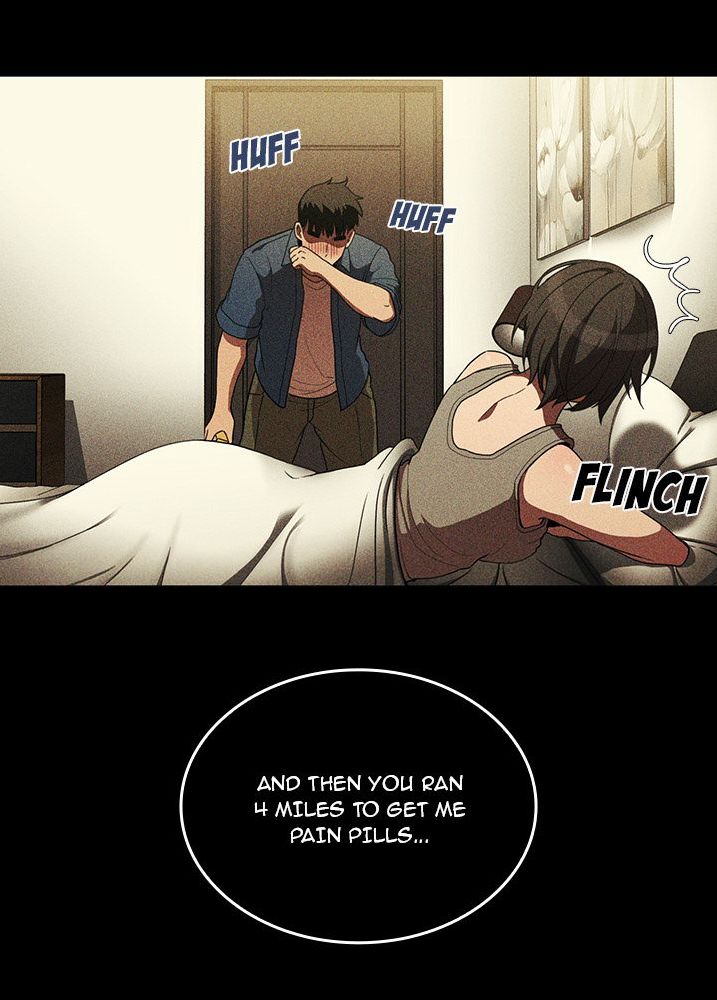 HUFF
HUFF
FLINCH
AND THEN YOU RAN
4 MILES TO GET ME
PAIN PILLS...